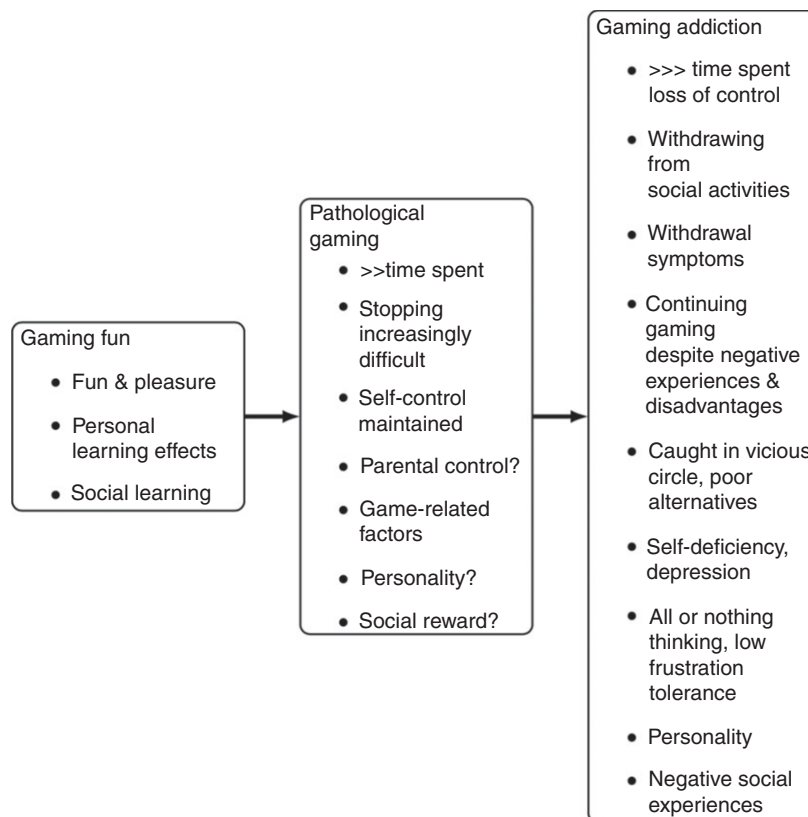 Gaming fun
• Fun & pleasure
• Personal
learning effects
• Social learning
Pathological
gaming
• >>time spent
• Stopping
increasingly
difficult
• Self-control
maintained
• Parental control?
• Game-related
factors
• Personality?
• Social reward?
Gaming addiction
• >>> time spent
loss of control
• Withdrawing
from
social activities
• Withdrawal
symptoms
• Continuing
gaming
despite negative
experiences &
disadvantages
• Caught in vicious
circle, poor
alternatives
• Self-deficiency,
depression
• All or nothing
thinking, low
frustration
tolerance
• Personality
• Negative social
experiences